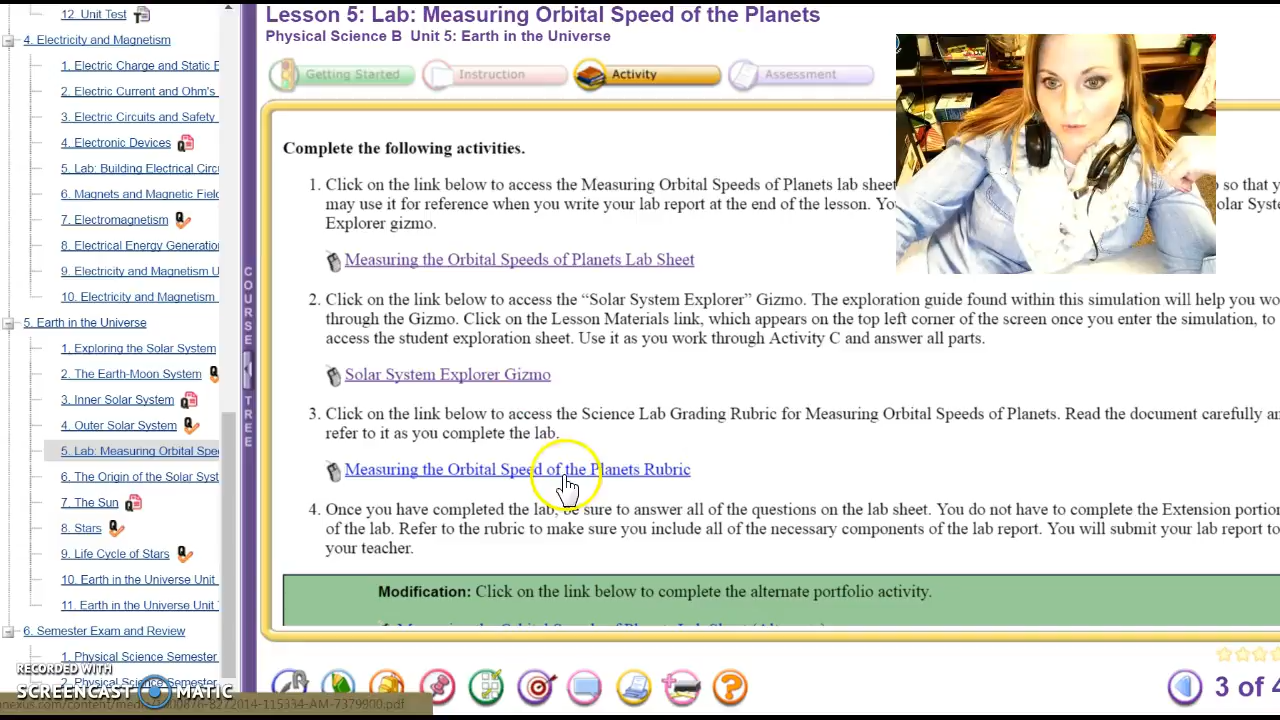 12. Unit Test
4. Electricity and Magnetism
1. Electric Charge and Static E
2. Electric Current and Ohm's
3. Electric Circuits and Safety
4. Electronic Devices
5. Lab: Building Electrical Circu
6. Magnets and Magnetic Field
7. Electromagnetism
8. Electrical Energy Generation
9. Electricity and Magnetism U
10. Electricity and Magnetism
5. Earth in the Universe
1. Exploring the Solar System
2. The Earth-Moon System
3. Inner Solar System
4. Outer Solar System
5. Lab: Measuring Orbital Spee
6. The Origin of the Solar Syst
7. The Sun
8. Stars
9. Life Cycle of Stars
10. Earth in the Universe Unit
11. Earth in the Universe Unit
6. Semester Exam and Review
1. Physical Science Semester
2. Physical Science Semester
RECORDED WITH
SCREENCAST MATIC
COURSE TREE
Lesson 5: Lab: Measuring Orbital Speed of the Planets
Physical Science B Unit 5: Earth in the Universe
Getting Started
Instruction
Activity
Assessment
Complete the following activities.
1. Click on the link below to access the Measuring Orbital Speeds of Planets lab sheet so that y
may use it for reference when you write your lab report at the end of the lesson. You olar Syste
Explorer gizmo.
Measuring the Orbital Speeds of Planets Lab Sheet
2. Click on the link below to access the “Solar System Explorer” Gizmo. The exploration guide found within this simulation will help you wo
through the Gizmo. Click on the Lesson Materials link, which appears on the top left corner of the screen once you enter the simulation, to
access the student exploration sheet. Use it as you work through Activity C and answer all parts.
Solar System Explorer Gizmo
3. Click on the link below to access the Science Lab Grading Rubric for Measuring Orbital Speeds of Planets. Read the document carefully an
refer to it as you complete the lab.
Measuring the Orbital Speed of the Planets Rubric
4. Once you have completed the lab, be sure to answer all of the questions on the lab sheet. You do not have to complete the Extension portion
of the lab. Refer to the rubric to make sure you include all of the necessary components of the lab report. You will submit your lab report to
your teacher.
Modification: Click on the link below to complete the alternate portfolio activity.
3 of 4